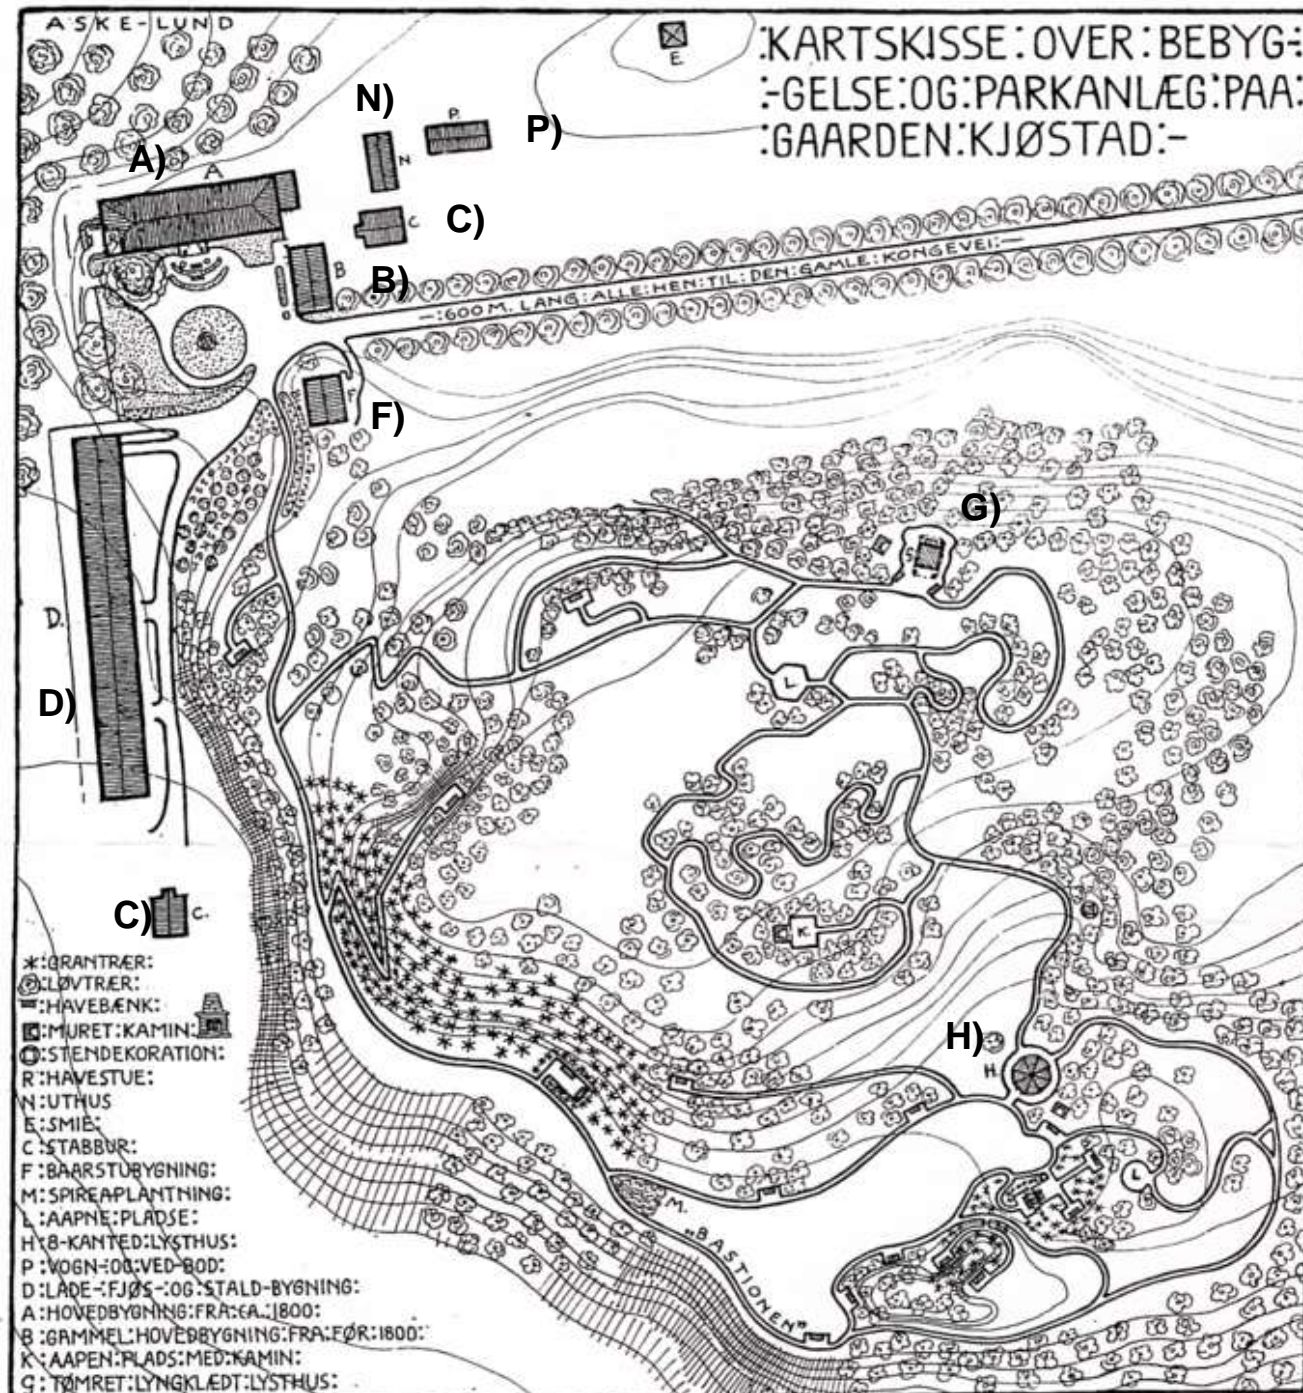 ASKE-LUND
E.
:KARTSKISSE:OVER:BEBYG-:
:-GELSE:OG:PARKANLÆG:PAA:
:GAARDEN:KJØSTAD:-
N)
P.
P)
N
A)
A
C)
C
B
B)
-:600 M. LANG:ALLE:HEN:TIL:DEN:GAMLE:KONGEVEI:-
F
F)
G)
G
D.
D)
L
C)
C.
K
H)
H
L
M.
„BASTIONEN"
*:GRANTRÆR:
:LØVTRÆR:
:HAVEBÆNK:
:MURET:KAMIN:
:STENDEKORATION:
R:HAVESTUE:
N:UTHUS
E:SMIE:
C:STABBUR:
F:BAARSTUBYGNING:
M:SPIREAPLANTNING:
L:AAPNE:PLADSE:
H:8-KANTED:LYSTHUS:
P:VOGN-:OG:VED-BOD:
D:LADE-:FJØS-:OG:STALD-BYGNING:
A:HOVEDBYGNING:FRA:CA.:1800:
B:GAMMEL:HOVEDBYGNING:FRA:FØR:1800:
K:AAPEN:PLADS:MED:KAMIN:
G:TØMRET:LYNGKLÆDT:LYSTHUS: